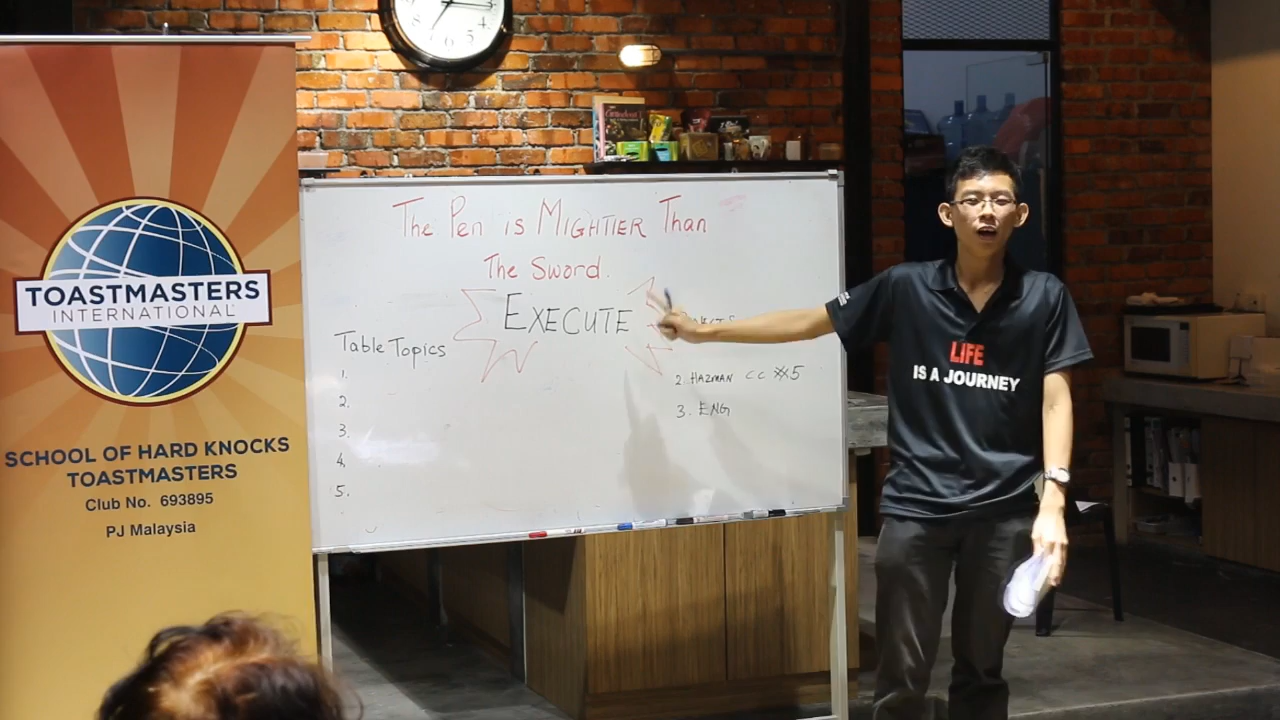 TOASTMASTERS
INTERNATIONAL
SCHOOL OF HARD KNOCKS
TOASTMASTERS
Club No. 693895
PJ Malaysia
The Pen is MIGHTIER Than
The Sword.
EXECUTE
Table Topics
1.
2.
3.
4.
5.
2. HAZMAN CC #5
3. ENG
LIFE
IS A JOURNEY